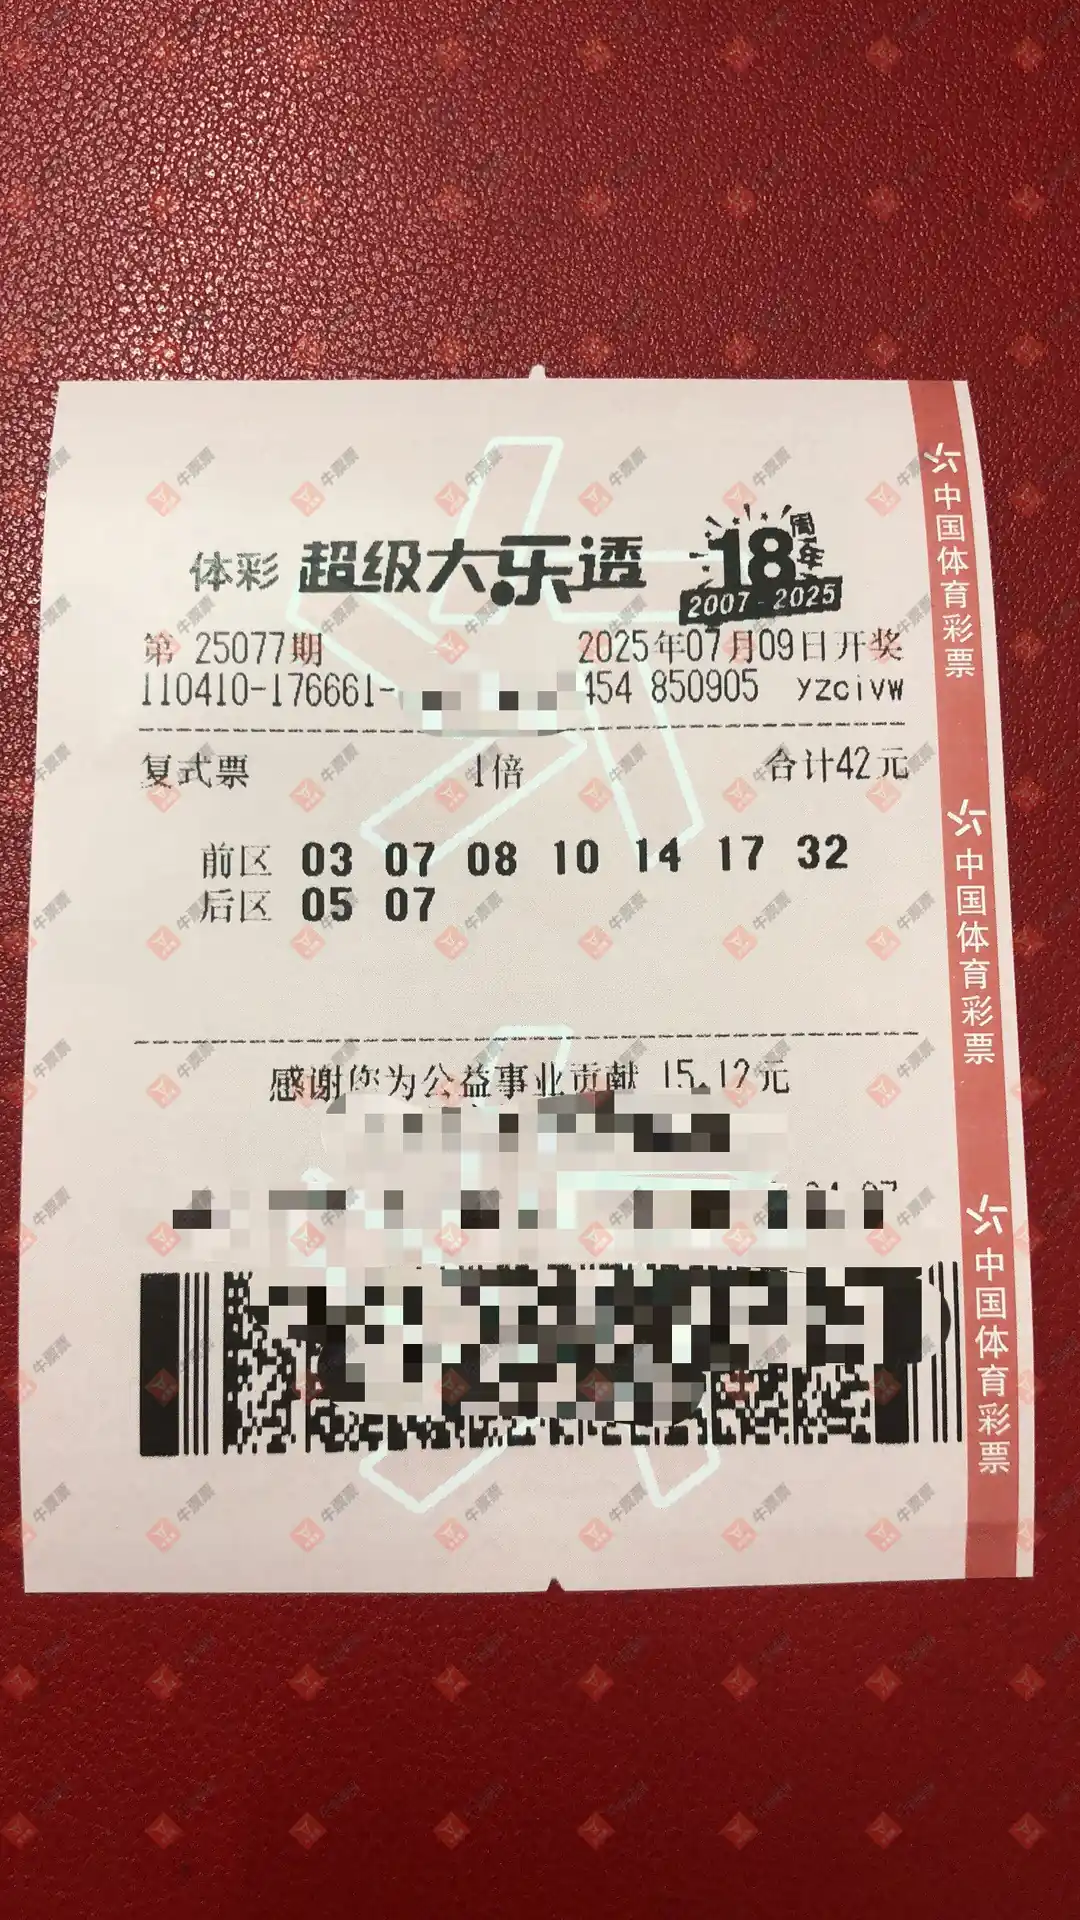 体彩 超级大乐透 18周年
2007-2025
第 25077期 2025年07月09日开奖
110410-176661- 454 850905 yzcivw
复式票 1倍 合计42元
前区 03 07 08 10 14 17 32
后区 05 07
感谢您为公益事业贡献 15.12元
中国体育彩票
中国体育彩票
中国体育彩票
牛票票